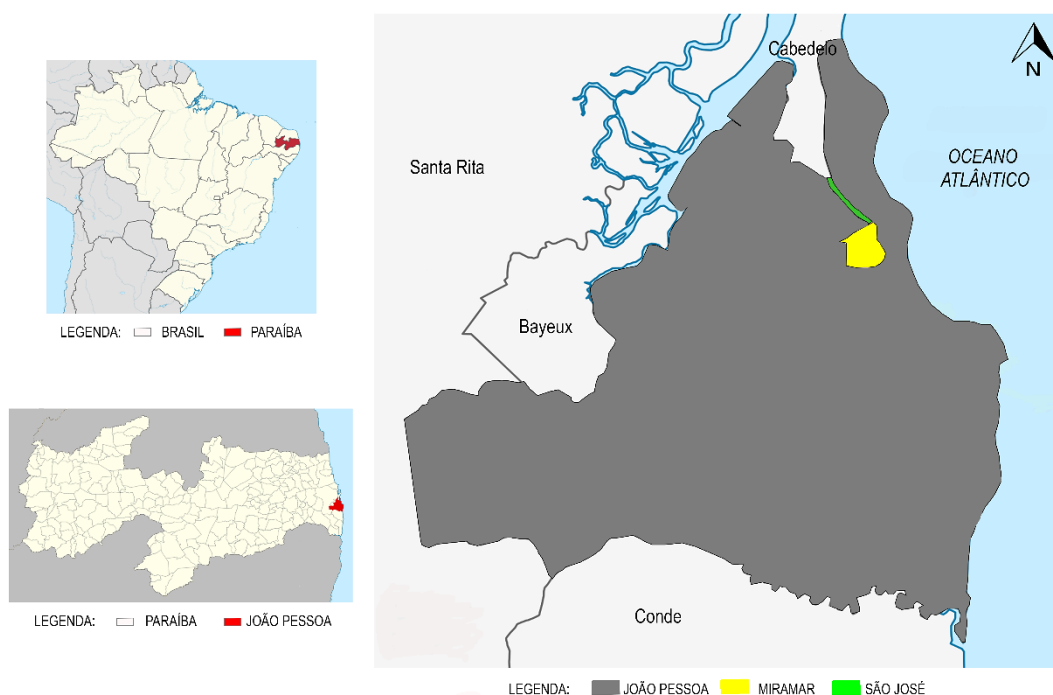 LEGENDA: BRASIL PARAÍBA
LEGENDA: PARAÍBA JOÃO PESSOA
Cabedelo
N
Santa Rita
OCEANO
ATLÂNTICO
Bayeux
Conde
LEGENDA: JOÃO PESSOA MIRAMAR SÃO JOSÉ